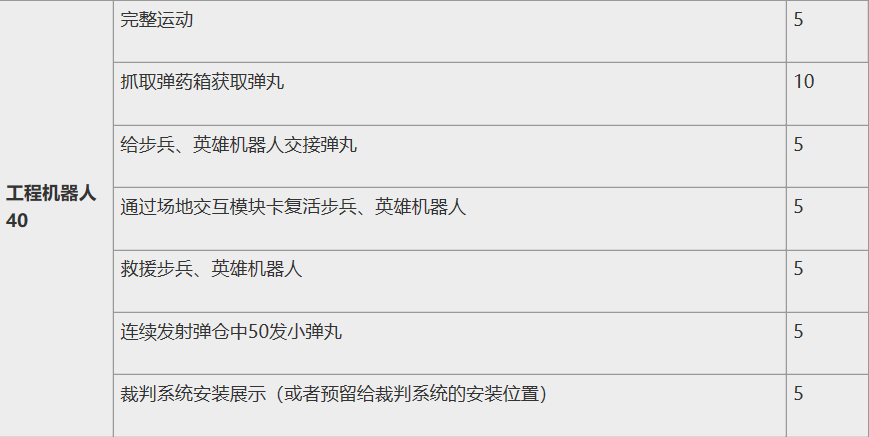 完整运动 5
抓取弹药箱获取弹丸 10
给步兵、英雄机器人交接弹丸 5
工程机器人
40
通过场地交互模块卡复活步兵、英雄机器人 5
救援步兵、英雄机器人 5
连续发射弹仓中50发小弹丸 5
裁判系统安装展示（或者预留给裁判系统的安装位置） 5